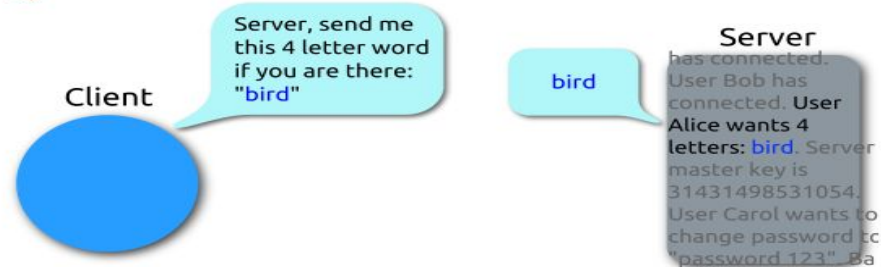 Client
Server, send me
this 4 letter word
if you are there:
"bird"
bird
Server
has connected.
User Bob has
connected. User
Alice wants 4
letters: bird. Server
master key is
31431498531054.
User Carol wants to
change password to
"password 123". Ba